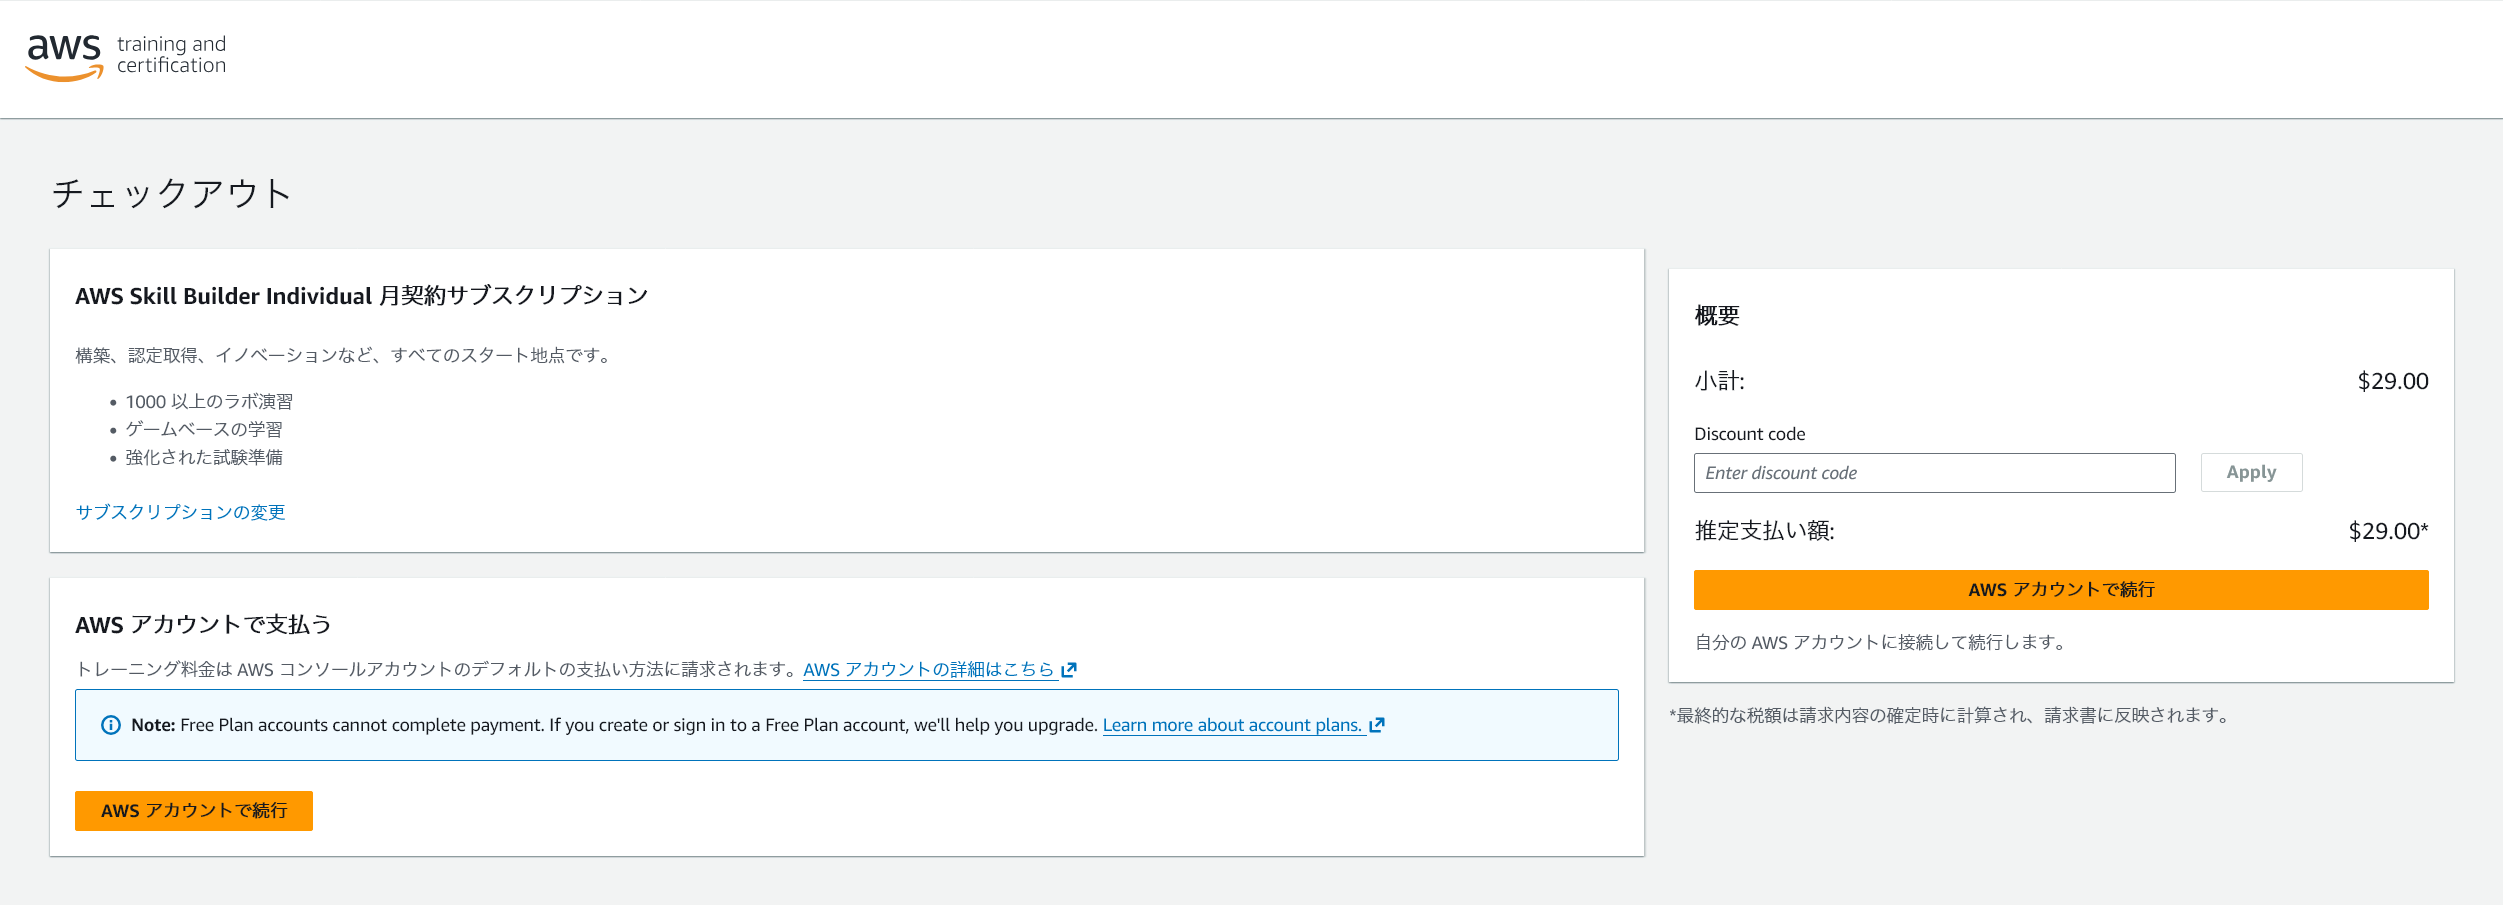 aws training and
certification
チェックアウト
AWS Skill Builder Individual 月契約サブスクリプション
構築、認定取得、イノベーションなど、すべてのスタート地点です。
• 1000 以上のラボ演習
• ゲームベースの学習
• 強化された試験準備
サブスクリプションの変更
AWS アカウントで支払う
トレーニング料金は AWS コンソールアカウントのデフォルトの支払い方法に請求されます。AWS アカウントの詳細はこちら
Note: Free Plan accounts cannot complete payment. If you create or sign in to a Free Plan account, we'll help you upgrade. Learn more about account plans.
AWS アカウントで続行
概要
小計: $29.00
Discount code
Enter discount code Apply
推定支払い額: $29.00*
AWS アカウントで続行
自分の AWS アカウントに接続して続行します。
*最終的な税額は請求内容の確定時に計算され、請求書に反映されます。